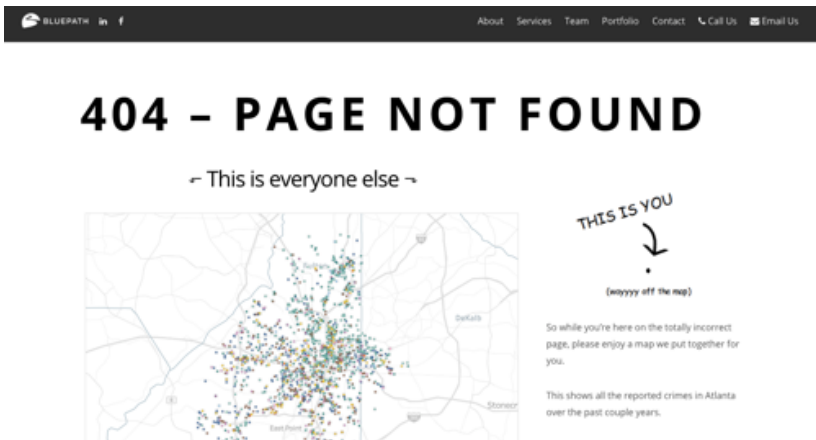 BLUEPATH in f
About Services Team Portfolio Contact Call Us Email Us
404 – PAGE NOT FOUND
This is everyone else
THIS IS YOU
(wayyyy off the map)
So while you're here on the totally incorrect
page, please enjoy a map we put together for
you.
This shows all the reported crimes in Atlanta
over the past couple years.
DeKalb
East Point